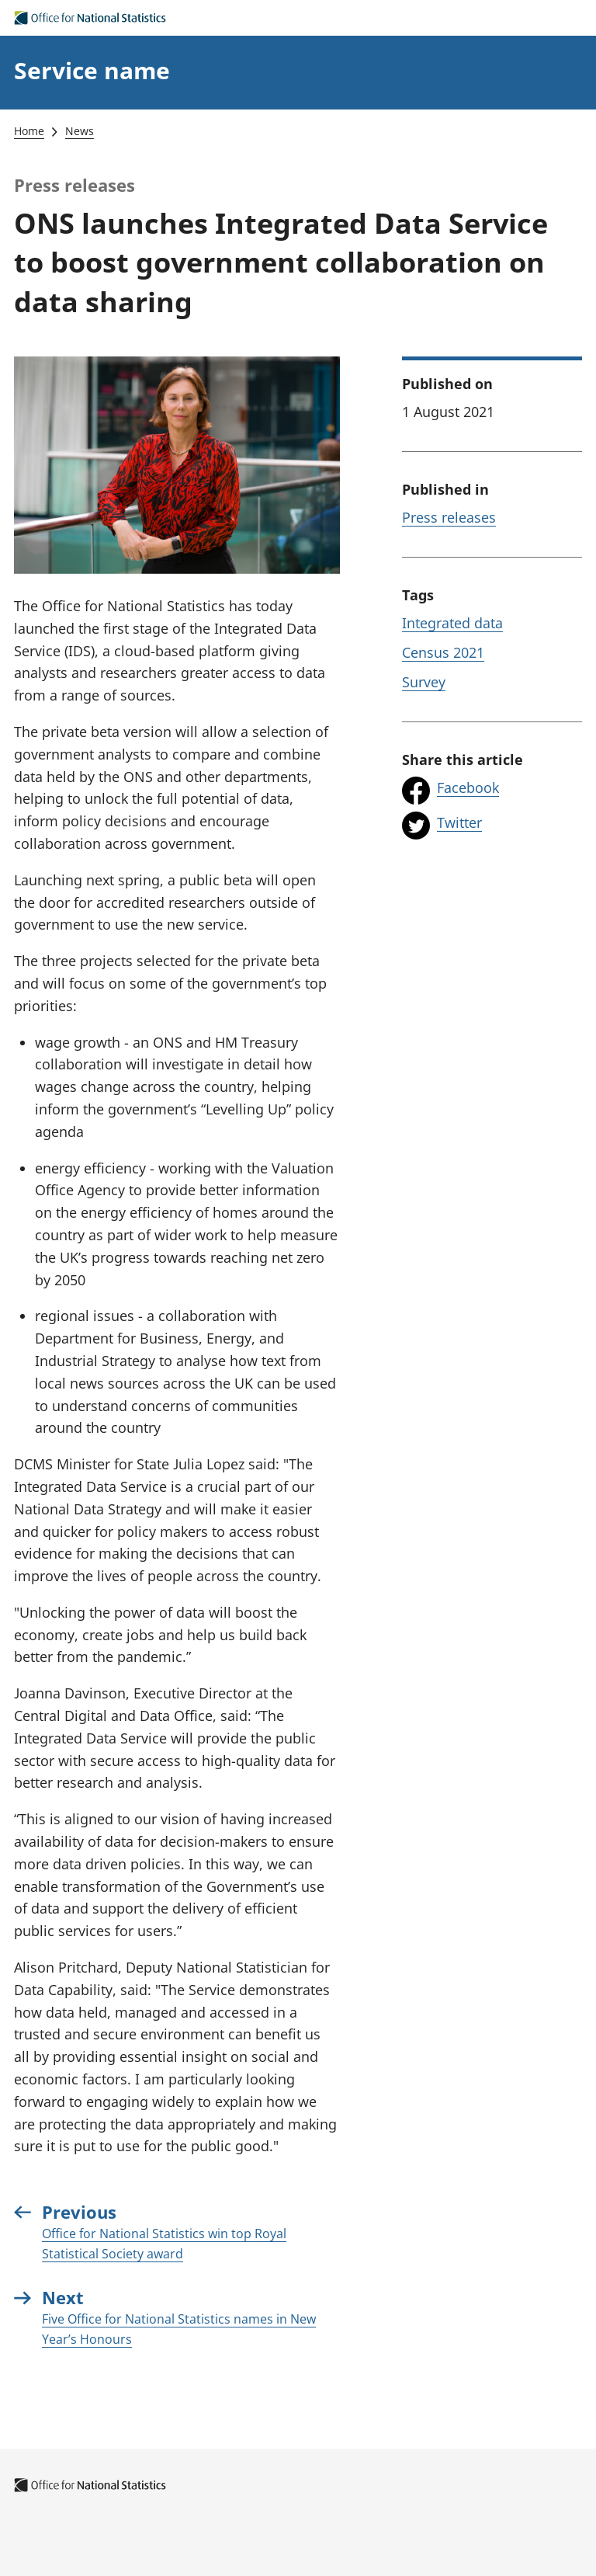 Office for National Statistics
Service name
Home
News
Press releases
ONS launches Integrated Data Service
to boost government collaboration on
data sharing
The Office for National Statistics has today
launched the first stage of the Integrated Data
Service (IDS), a cloud-based platform giving
analysts and researchers greater access to data
from a range of sources.
The private beta version will allow a selection of
government analysts to compare and combine
data held by the ONS and other departments,
helping to unlock the full potential of data,
inform policy decisions and encourage
collaboration across government.
Launching next spring, a public beta will open
the door for accredited researchers outside of
government to use the new service.
The three projects selected for the private beta
and will focus on some of the government’s top
priorities:
wage growth - an ONS and HM Treasury
collaboration will investigate in detail how
wages change across the country, helping
inform the government’s “Levelling Up” policy
agenda
energy efficiency - working with the Valuation
Office Agency to provide better information
on the energy efficiency of homes around the
country as part of wider work to help measure
the UK’s progress towards reaching net zero
by 2050
regional issues - a collaboration with
Department for Business, Energy, and
Industrial Strategy to analyse how text from
local news sources across the UK can be used
to understand concerns of communities
around the country
DCMS Minister for State Julia Lopez said: "The
Integrated Data Service is a crucial part of our
National Data Strategy and will make it easier
and quicker for policy makers to access robust
evidence for making the decisions that can
improve the lives of people across the country.
"Unlocking the power of data will boost the
economy, create jobs and help us build back
better from the pandemic.”
Joanna Davinson, Executive Director at the
Central Digital and Data Office, said: “The
Integrated Data Service will provide the public
sector with secure access to high-quality data for
better research and analysis.
“This is aligned to our vision of having increased
availability of data for decision-makers to ensure
more data driven policies. In this way, we can
enable transformation of the Government’s use
of data and support the delivery of efficient
public services for users.”
Alison Pritchard, Deputy National Statistician for
Data Capability, said: "The Service demonstrates
how data held, managed and accessed in a
trusted and secure environment can benefit us
all by providing essential insight on social and
economic factors. I am particularly looking
forward to engaging widely to explain how we
are protecting the data appropriately and making
sure it is put to use for the public good."
Published on
1 August 2021
Published in
Press releases
Tags
Integrated data
Census 2021
Survey
Share this article
Facebook
Twitter
Previous
Office for National Statistics win top Royal
Statistical Society award
Next
Five Office for National Statistics names in New
Year’s Honours
Office for National Statistics